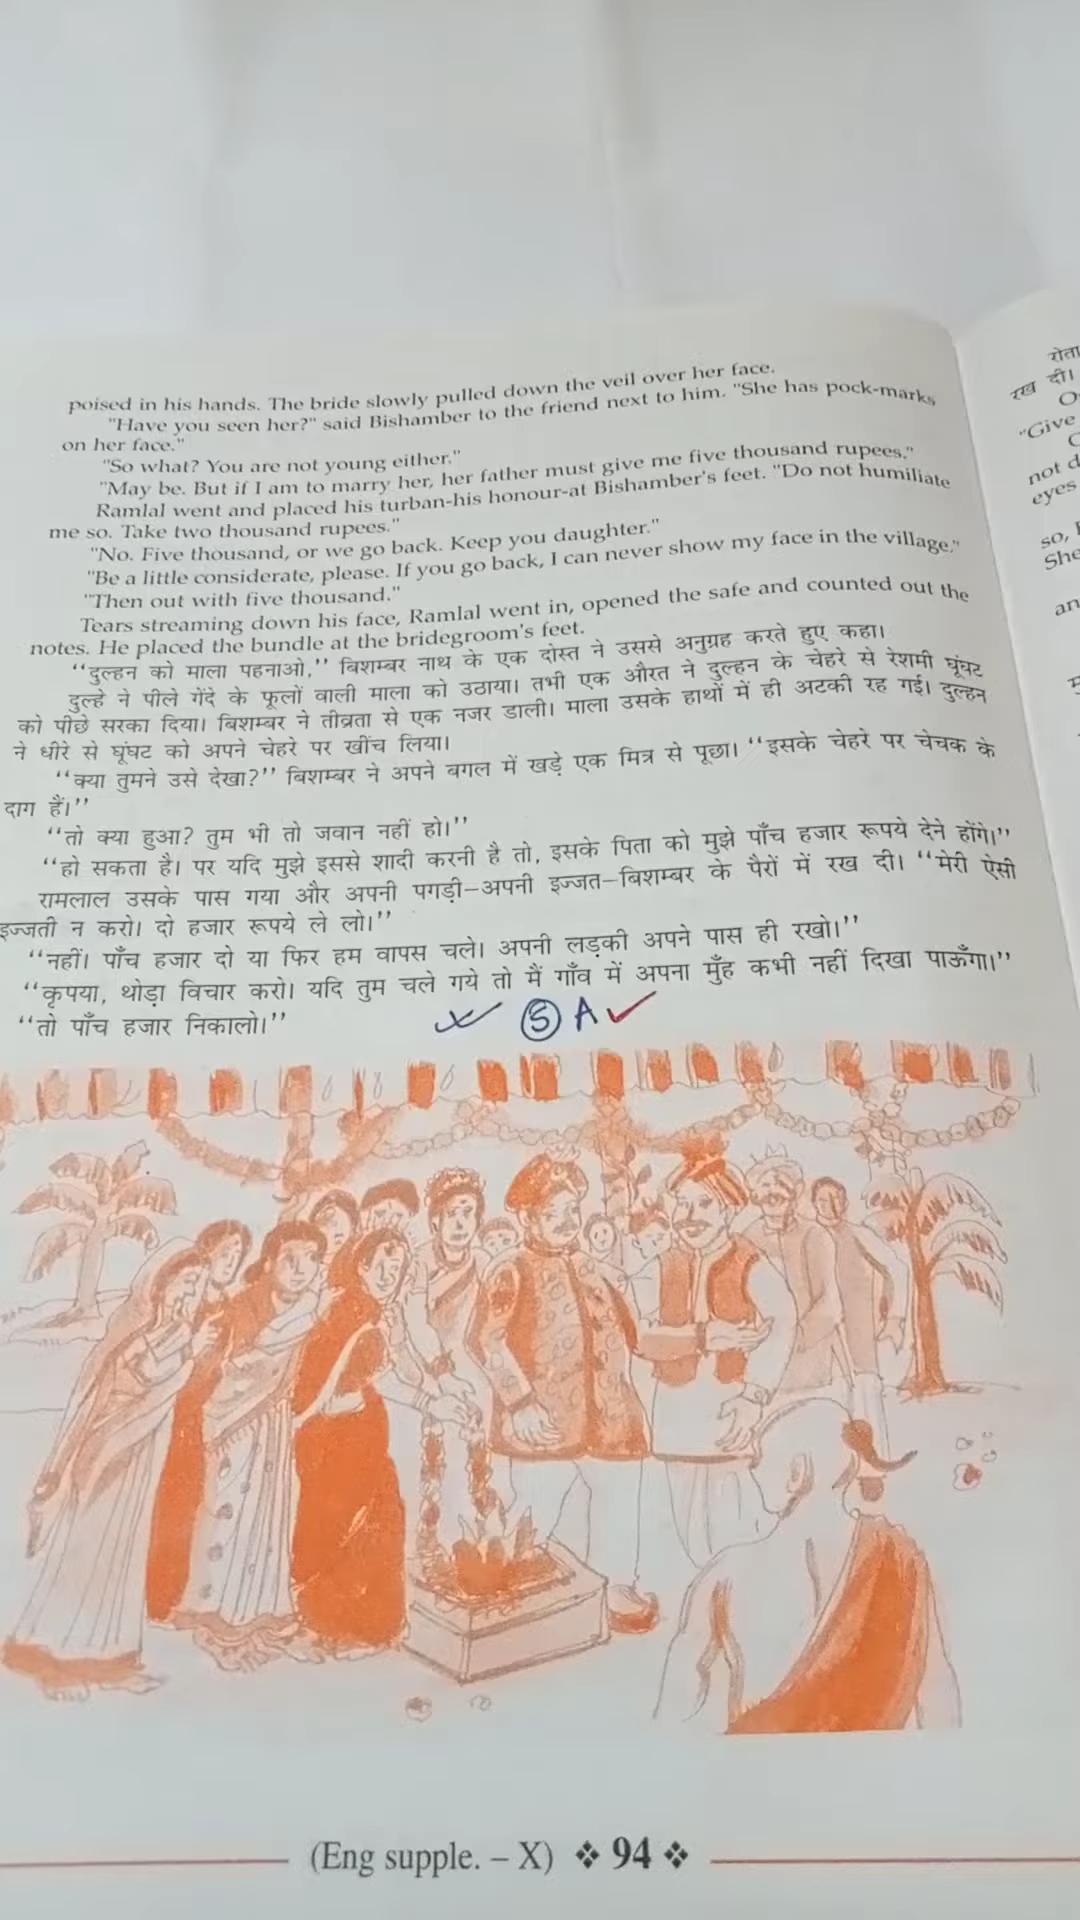 poised in his hands. The bride slowly pulled down the veil over her face.
"Have you seen her?" said Bishamber to the friend next to him. "She has pock-marks
on her face."
"So what? You are not young either."
"May be. But if I am to marry her, her father must give me five thousand rupees."
Ramlal went and placed his turban-his honour-at Bishamber's feet. "Do not humiliate
me so. Take two thousand rupees."
"No. Five thousand, or we go back. Keep you daughter."
"Be a little considerate, please. If you go back, I can never show my face in the village."
"Then out with five thousand."
Tears streaming down his face, Ramlal went in, opened the safe and counted out the
notes. He placed the bundle at the bridegroom's feet.
‘‘दुल्हन को माला पहनाओ,’’ बिशम्बर नाथ के एक दोस्त ने उससे अनुग्रह करते हुए कहा।
दुल्हे ने पीले गेंदे के फूलों वाली माला को उठाया। तभी एक औरत ने दुल्हन के चेहरे से रेशमी घूंघट
को पीछे सरका दिया। बिशम्बर ने तीव्रता से एक नजर डाली। माला उसके हाथों में ही अटकी रह गई। दुल्हन
ने धीरे से घूंघट को अपने चेहरे पर खींच लिया।
‘‘क्या तुमने उसे देखा?’’ बिशम्बर ने अपने बगल में खड़े एक मित्र से पूछा। ‘‘इसके चेहरे पर चेचक के
दाग हैं।’’
‘‘तो क्या हुआ? तुम भी तो जवान नहीं हो।’’
‘‘हो सकता है। पर यदि मुझे इससे शादी करनी है तो, इसके पिता को मुझे पाँच हजार रूपये देने होंगे।’’
रामलाल उसके पास गया और अपनी पगड़ी–अपनी इज्जत–बिशम्बर के पैरों में रख दी। ‘‘मेरी ऐसी
इज्जती न करो। दो हजार रूपये ले लो।’’
‘‘नहीं। पाँच हजार दो या फिर हम वापस चले। अपनी लड़की अपने पास ही रखो।’’
‘‘कृपया, थोड़ा विचार करो। यदि तुम चले गये तो मैं गाँव में अपना मुँह कभी नहीं दिखा पाऊँगा।’’
‘‘तो पाँच हजार निकालो।’’
5 A
(Eng supple. – X) ❖ 94 ❖
रोता
रख दी।
"Give
not d
eyes
so,
She
an